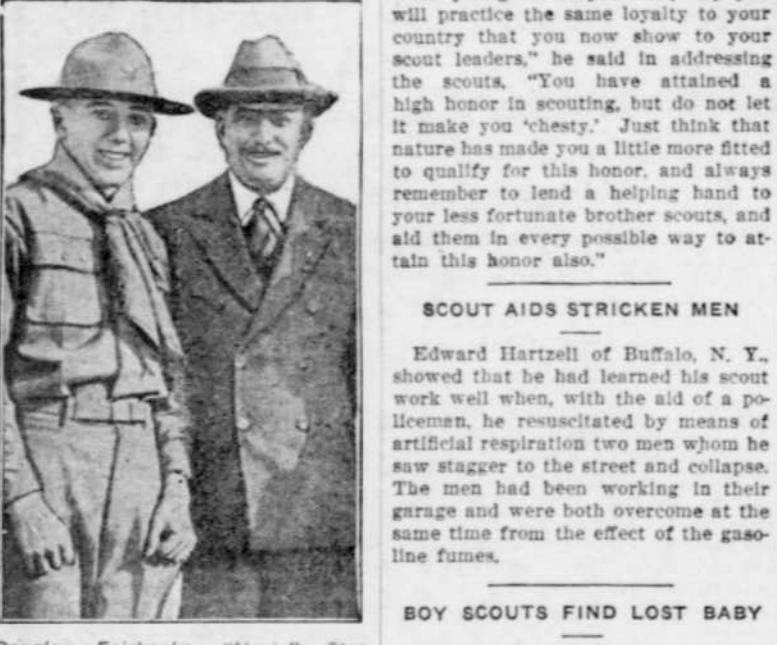 will practice the same loyalty to your
country that you now show to your
scout leaders," he said in addressing
the scouts. "You have attained a
high honor in scouting, but do not let
it make you 'chesty.' Just think that
nature has made you a little more fitted
to qualify for this honor, and always
remember to lend a helping hand to
your less fortunate brother scouts, and
aid them in every possible way to at-
tain this honor also."
SCOUT AIDS STRICKEN MEN
Edward Hartzell of Buffalo, N. Y.,
showed that he had learned his scout
work well when, with the aid of a po-
liceman, he resuscitated by means of
artificial respiration two men whom he
saw stagger to the street and collapse.
The men had been working in their
garage and were both overcome at the
same time from the effect of the gaso-
line fumes.
BOY SCOUTS FIND LOST BABY